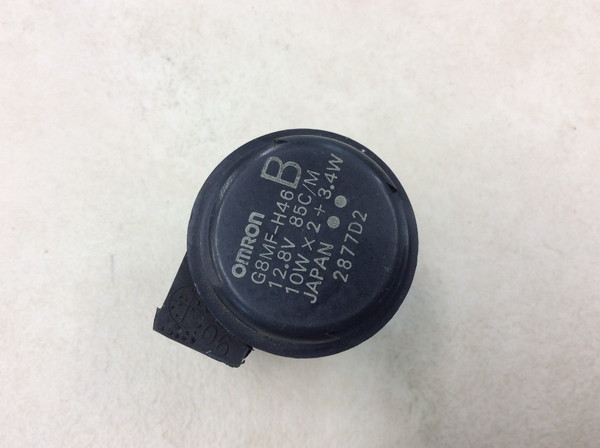 B
OMRON
G8MF-H46
12.8V 85C/M
10W × 2 + 3.4W
JAPAN ●●
2877D2